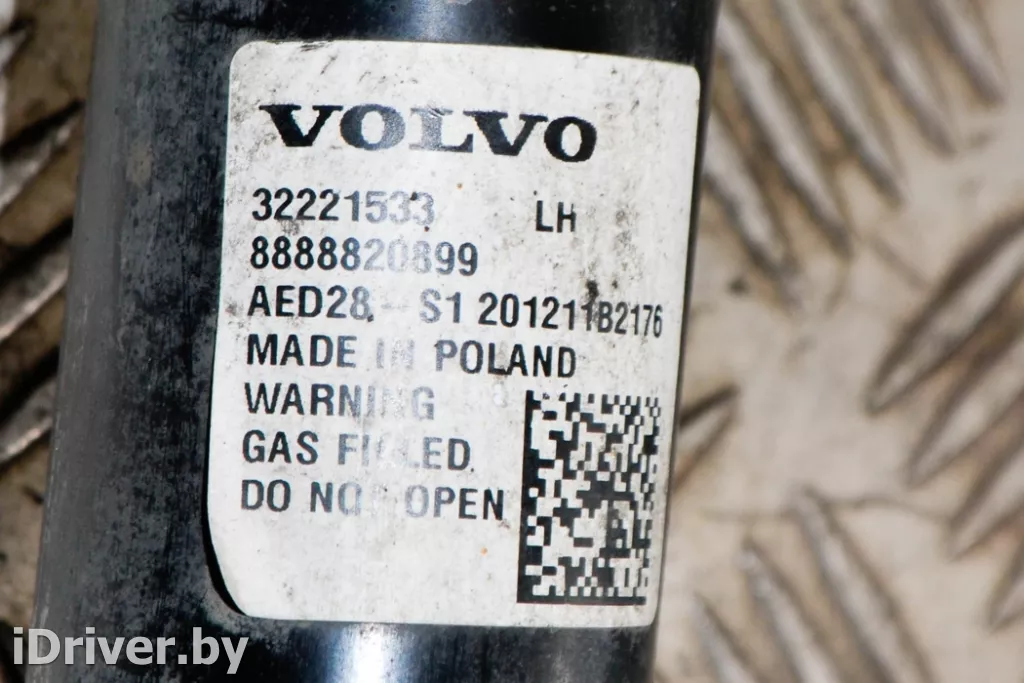 VOLVO
32221533 LH
8888820899
AED28 - S1 201211B2176
MADE IN POLAND
WARNING
GAS FILLED
DO NOT OPEN
iDriver.by